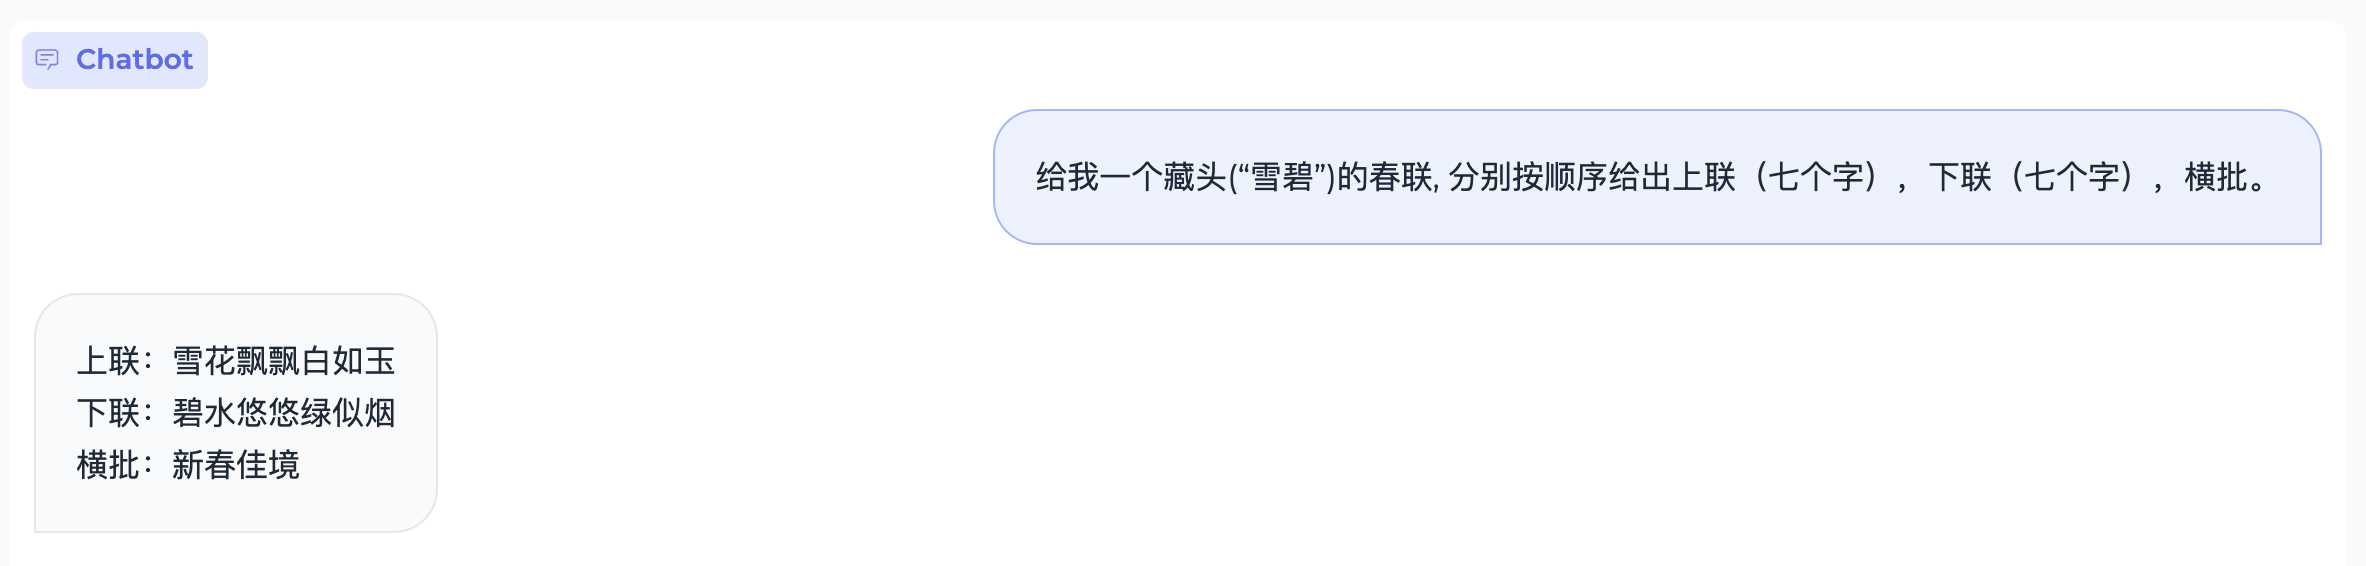 Chatbot
给我一个藏头(“雪碧”)的春联, 分别按顺序给出上联（七个字），下联（七个字），横批。
上联：雪花飘飘白如玉
下联：碧水悠悠绿似烟
横批：新春佳境